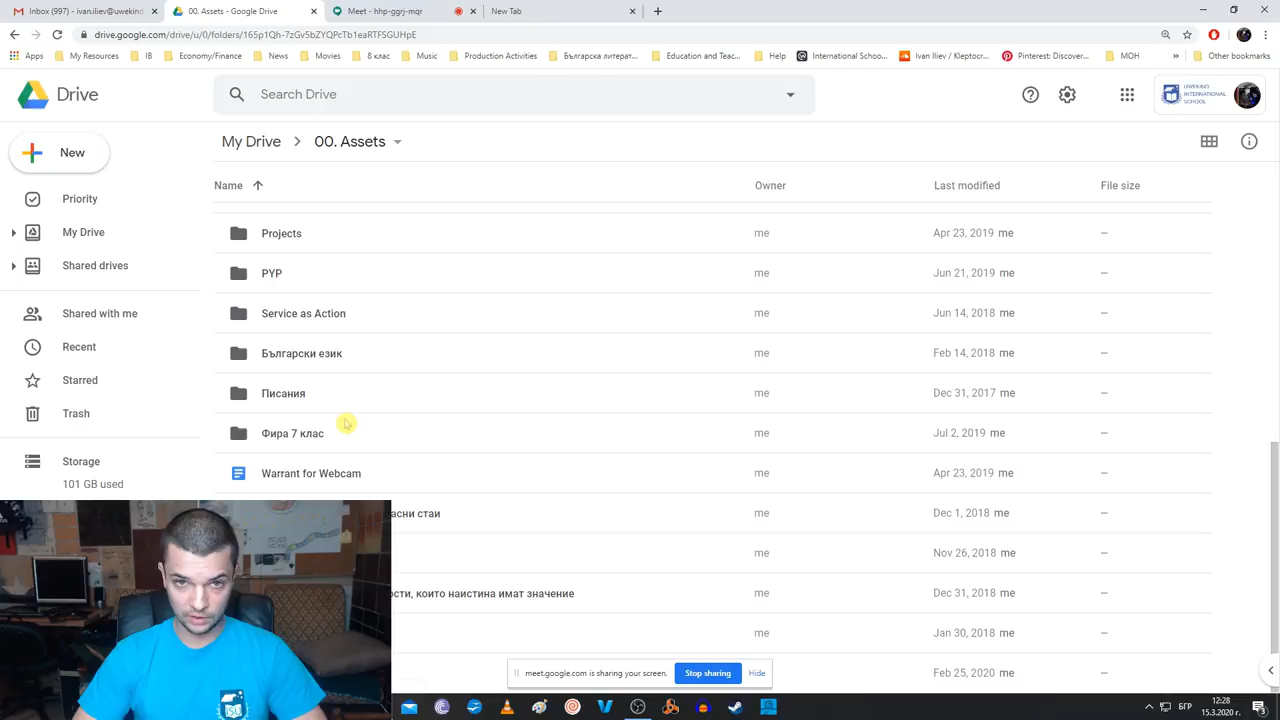 Inbox (997) - ivan.iliev@uwekind
00. Assets - Google Drive
Meet - hhp-ggrj-mqr
New Tab
drive.google.com/drive/u/0/folders/165p1Qh-7zGv5bZYQPcTb1eaRTFSGUHpE
Apps
My Resources
IB
Economy/Finance
News
Movies
8 клас
Music
Production Activities
Българска литерат...
Education and Teac...
Help
International Schoo...
Ivan Iliev / Kleptocr...
Pinterest: Discover...
МОН
»
Other bookmarks
Drive
Search Drive
UWEKIND
INTERNATIONAL
SCHOOL
My Drive > 00. Assets
New
Name
Owner
Last modified
File size
Priority
My Drive
Shared drives
Shared with me
Recent
Starred
Trash
Storage
101 GB used
Projects me Apr 23, 2019 me –
PYP me Jun 21, 2019 me –
Service as Action me Jun 14, 2018 me –
Български език me Feb 14, 2018 me –
Писания me Dec 31, 2017 me –
Фира 7 клас me Jul 2, 2019 me –
Warrant for Webcam me Apr 23, 2019 me –
асни стаи me Dec 1, 2018 me –
me Nov 26, 2018 me –
ости, които наистина имат значение me Dec 31, 2018 me –
me Jan 30, 2018 me –
Feb 25, 2020 me –
meet.google.com is sharing your screen.
Stop sharing
Hide
БГР
12:28
15.3.2020 г.